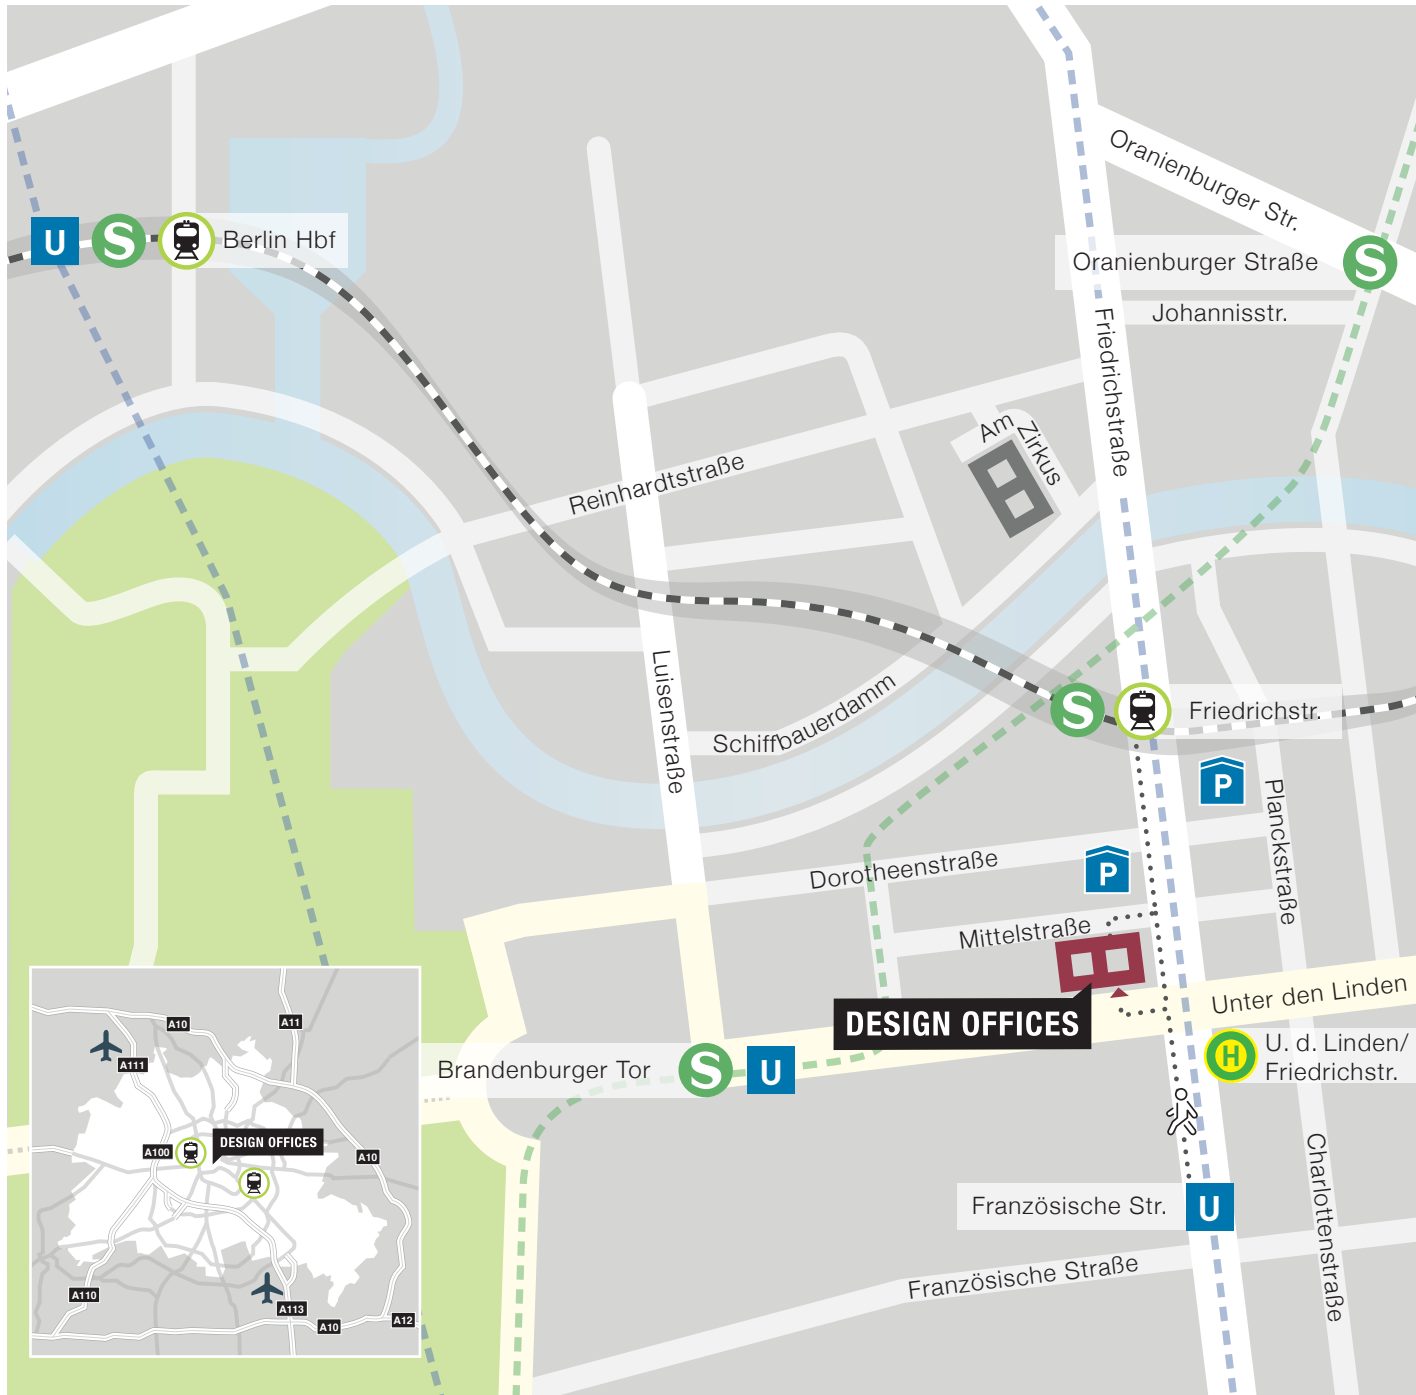 Oranienburger Str.
U
S
Berlin Hbf
Oranienburger Straße
S
Johannisstr.
Friedrichstraße
Am
Zirkus
Reinhardtstraße
Luisenstraße
Schiffbauerdamm
S
Friedrichstr.
P
Planckstraße
P
Dorotheenstraße
Mittelstraße
Unter den Linden
DESIGN OFFICES
H
U. d. Linden/
Friedrichstr.
Brandenburger Tor
S
U
Charlottenstraße
Französische Str.
U
Französische Straße
A10
A11
A111
DESIGN OFFICES
A100
A10
A110
A113
A10
A12